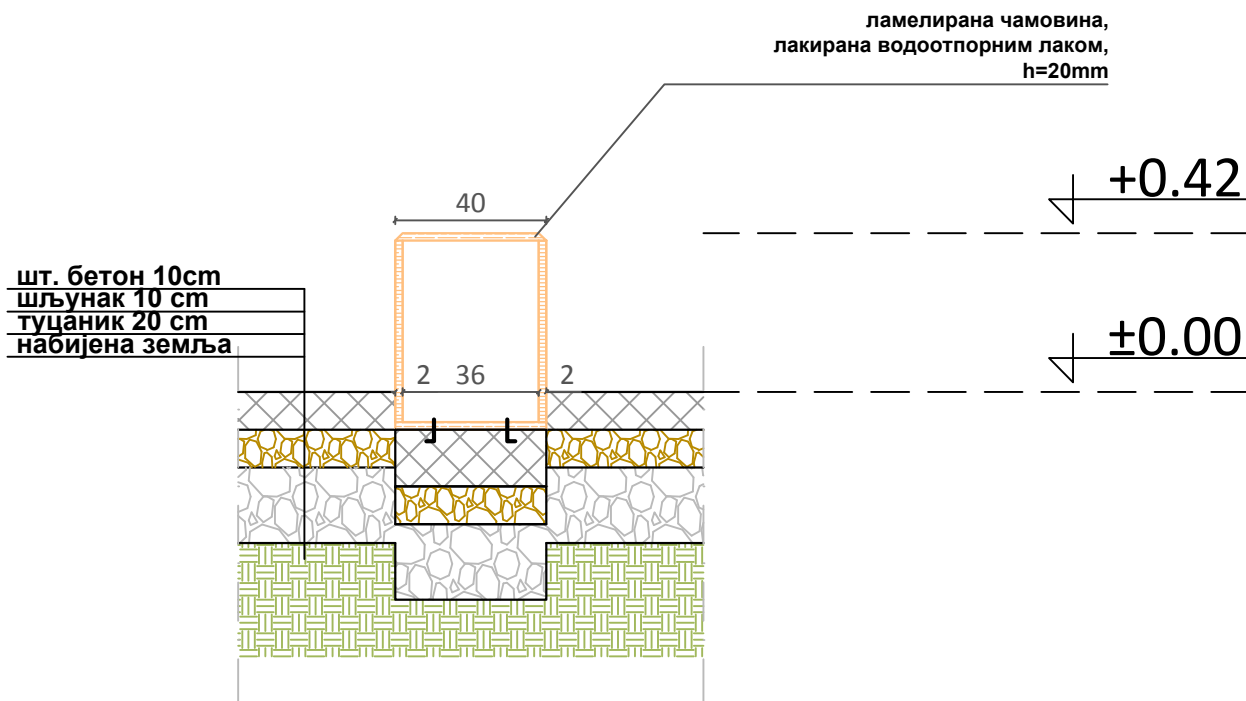 ламелирана чамовина,
лакирана водоотпорним лаком,
h=20mm
+0.42
40
шт. бетон 10cm
шљунак 10 cm
туцаник 20 cm
набијена земља
±0.00
2 36 2